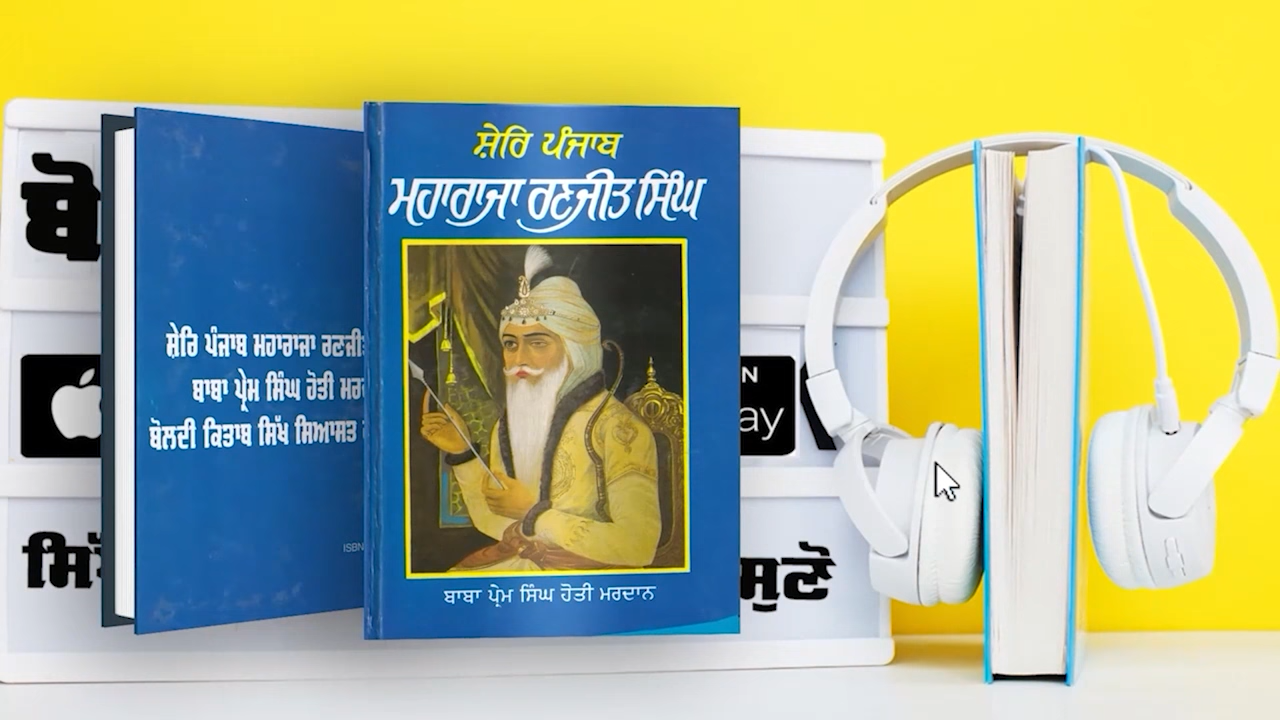 ਸ਼ੇਰਿ ਪੰਜਾਬ
ਮਹਾਰਾਜਾ ਰਣਜੀਤ ਸਿੰਘ
ਬਾਬਾ ਪ੍ਰੇਮ ਸਿੰਘ ਹੋਤੀ ਮਰਦਾਨ
ਸ਼ੇਰਿ ਪੰਜਾਬ ਮਹਾਰਾਜਾ
ਬਾਬਾ ਪ੍ਰੇਮ ਸਿੰਘ ਹੋਤੀ
ਬੋਲਦੀ ਕਿਤਾਬ ਸਿੱਖ ਸਿਆਸਤ
ISBN
ਸੁਣੋ